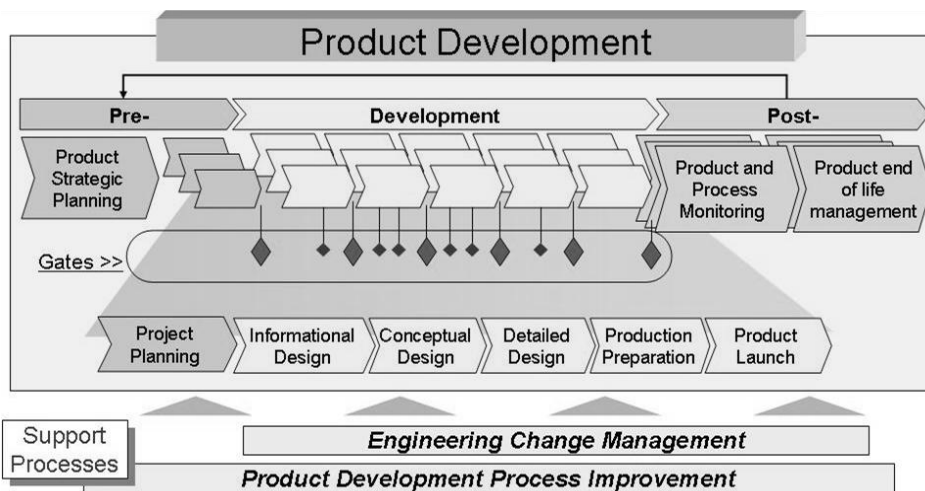 Product Development
Pre-
Development
Post-
Product
Strategic
Planning
Product and
Process
Monitoring
Product end
of life
management
Gates >>
Project
Planning
Informational
Design
Conceptual
Design
Detailed
Design
Production
Preparation
Product
Launch
Support
Processes
Engineering Change Management
Product Development Process Improvement